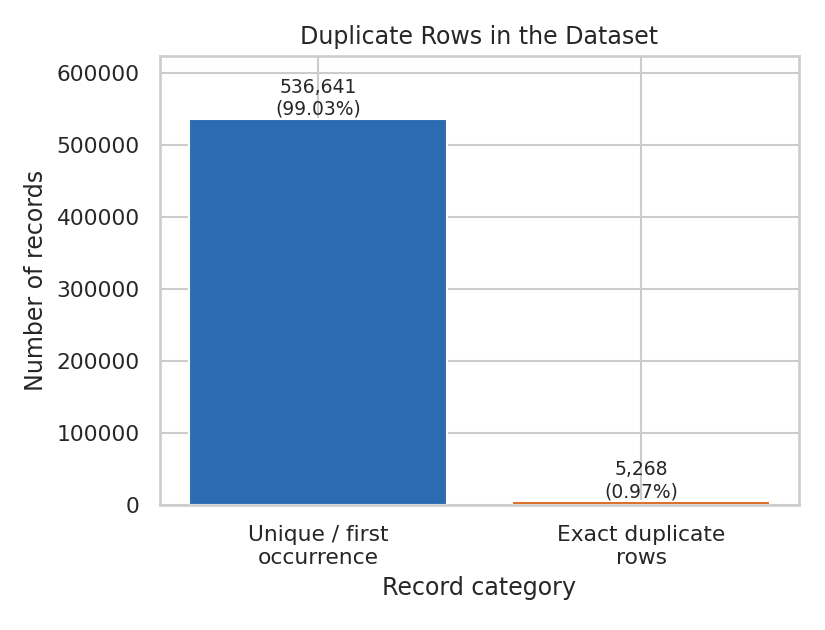 Duplicate Rows in the Dataset
600000
500000
400000
300000
200000
100000
0
Number of records
536,641
(99.03%)
5,268
(0.97%)
Unique / first
occurrence
Exact duplicate
rows
Record category